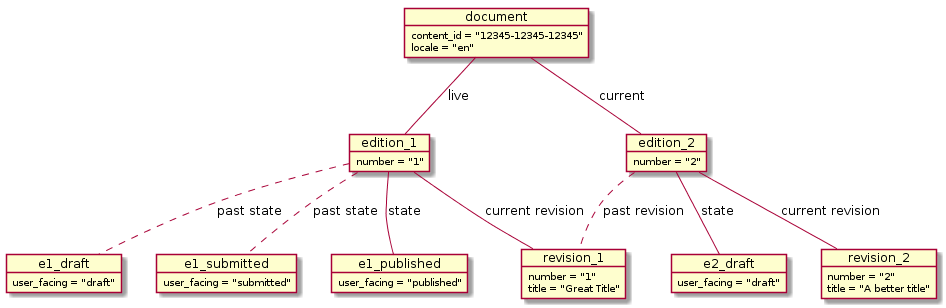 document
content_id = "12345-12345-12345"
locale = "en"
live
current
edition_1
number = "1"
edition_2
number = "2"
past state
past state
state
current revision
past revision
state
current revision
e1_draft
user_facing = "draft"
e1_submitted
user_facing = "submitted"
e1_published
user_facing = "published"
revision_1
number = "1"
title = "Great Title"
e2_draft
user_facing = "draft"
revision_2
number = "2"
title = "A better title"